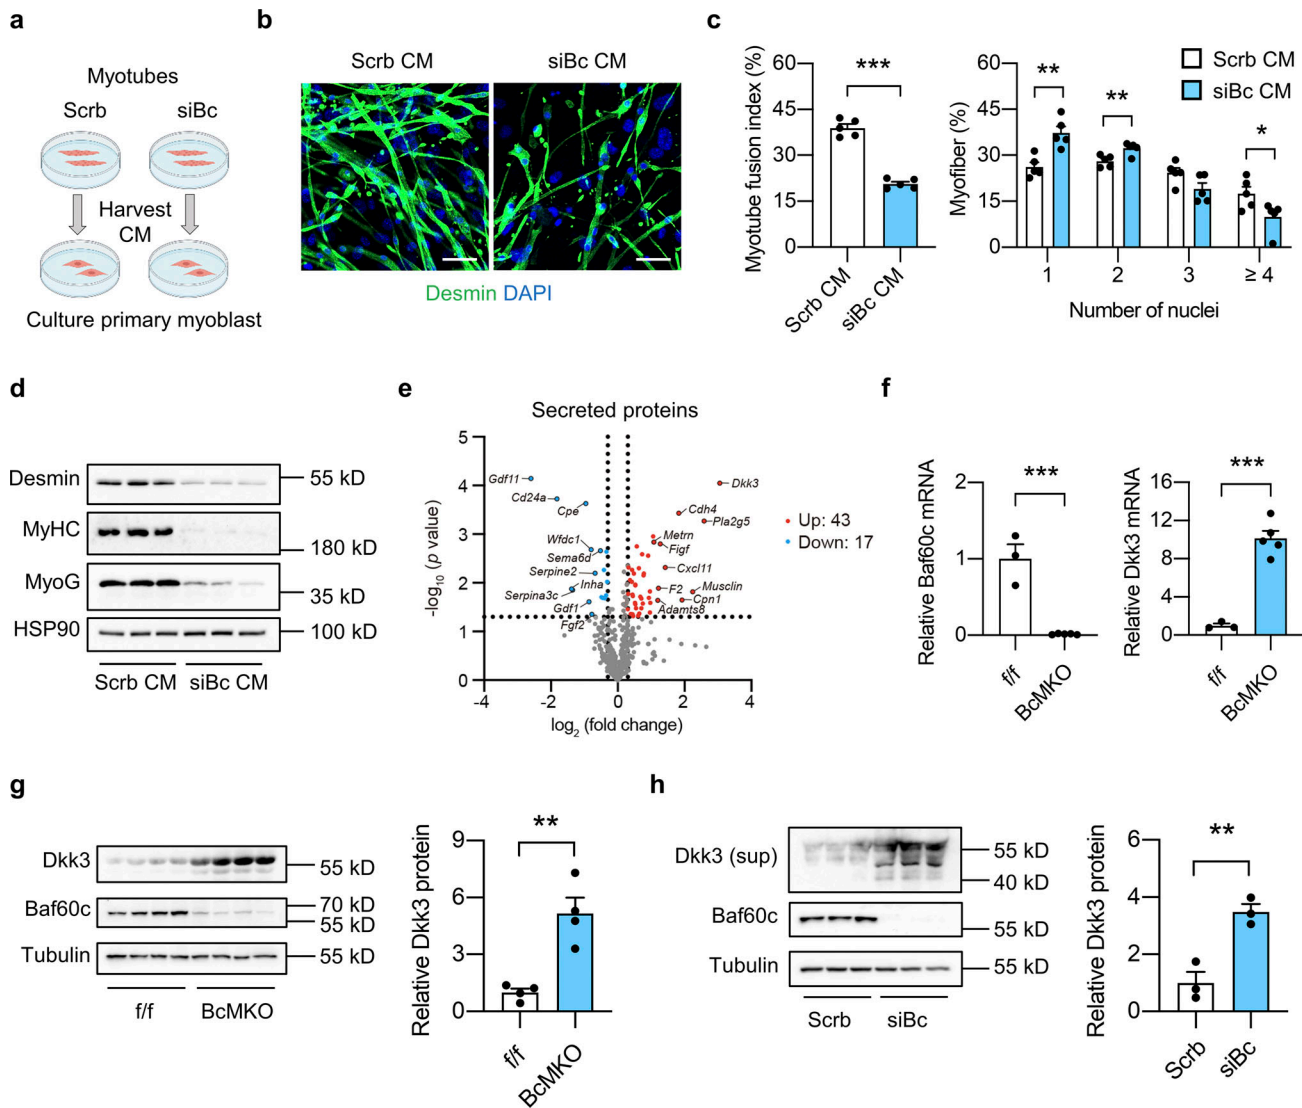 a
Myotubes
Scrb siBc
Harvest
CM
Culture primary myoblast
b
Scrb CM siBc CM
Desmin DAPI
c
Myotube fusion index (%)
60
45
30
15
0
***
Scrb CM
siBc CM
Myofiber (%)
60
45
30
15
0
** ** *
1 2 3 ≥ 4
Number of nuclei
Scrb CM
siBc CM
d
Desmin 55 kD
MyHC 180 kD
MyoG 35 kD
HSP90 100 kD
Scrb CM siBc CM
e
Secreted proteins
-log10 (p value)
5
4
3
2
1
0
-4 -2 0 2 4
log2 (fold change)
Gdf11
Cd24a
Cpe
Wfdc1
Sema6d
Serpine2
Inha
Serpina3c
Gdf1
Fgf2
Dkk3
Cdh4
Pla2g5
Metrn
Figf
Cxcl11
F2
Musclin
Cpn1
Adamts8
Up: 43
Down: 17
f
Relative Baf60c mRNA
2
1
0
***
f/f
BcMKO
Relative Dkk3 mRNA
16
12
8
4
0
***
f/f
BcMKO
g
Dkk3 55 kD
Baf60c 70 kD
55 kD
Tubulin 55 kD
f/f BcMKO
Relative Dkk3 protein
9
6
3
0
**
f/f
BcMKO
h
Dkk3 (sup) 55 kD
40 kD
Baf60c 55 kD
Tubulin 55 kD
Scrb siBc
Relative Dkk3 protein
6
4
2
0
**
Scrb
siBc